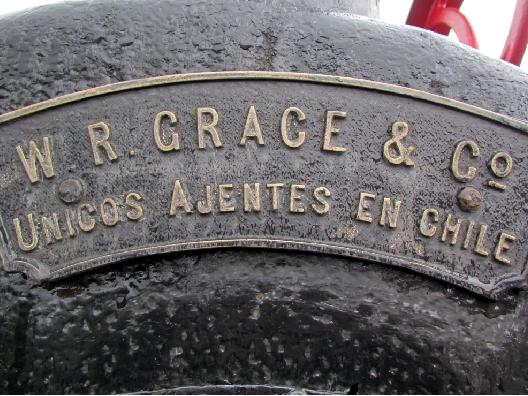 W. R. GRACE & Cº
UNICOS AJENTES EN CHILE